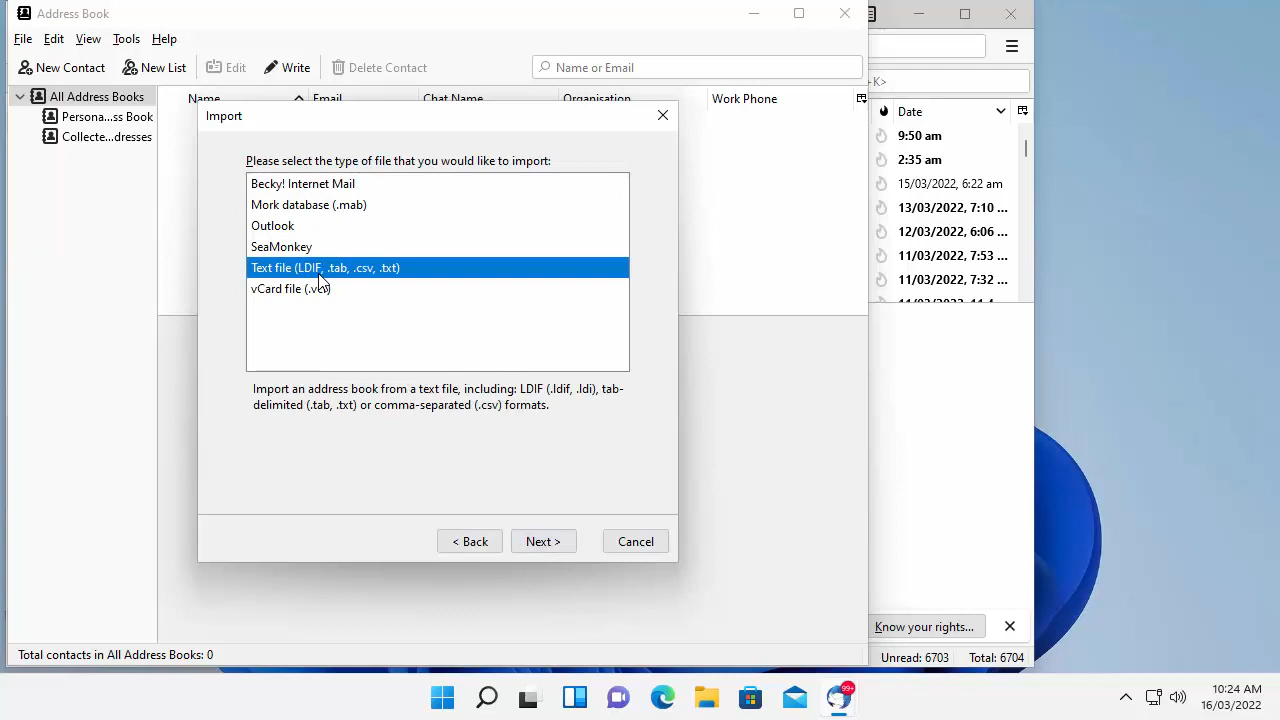 Address Book
File Edit View Tools Help
New Contact New List Edit Write Delete Contact Name or Email
All Address Books
Persona...ss Book
Collecte...dresses
Name Email Chat Name Organisation Work Phone
Import
Please select the type of file that you would like to import:
Becky! Internet Mail
Mork database (.mab)
Outlook
SeaMonkey
Text file (LDIF, .tab, .csv, .txt)
vCard file (.vcf)
Import an address book from a text file, including: LDIF (.ldif, .ldi), tab-
delimited (.tab, .txt) or comma-separated (.csv) formats.
< Back Next > Cancel
Total contacts in All Address Books: 0
+K>
Date
9:50 am
2:35 am
15/03/2022, 6:22 am
13/03/2022, 7:10 ...
12/03/2022, 6:06 ...
11/03/2022, 7:53 ...
11/03/2022, 7:32 ...
Know your rights...
Unread: 6703 Total: 6704
99+
10:24 AM
16/03/2022